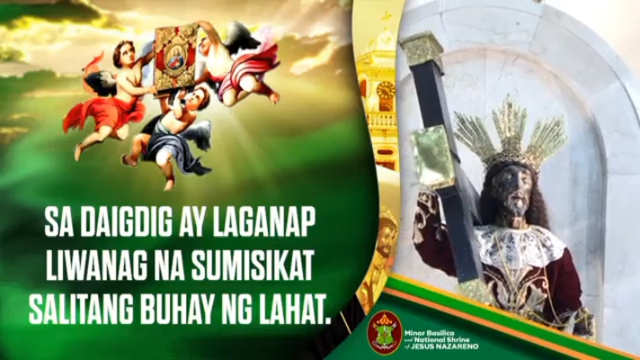 SA DAIGDIG AY LAGANAP
LIWANAG NA SUMISIKAT
SALITANG BUHAY NG LAHAT.
Minor Basilica
and National Shrine
of JESUS NAZARENO